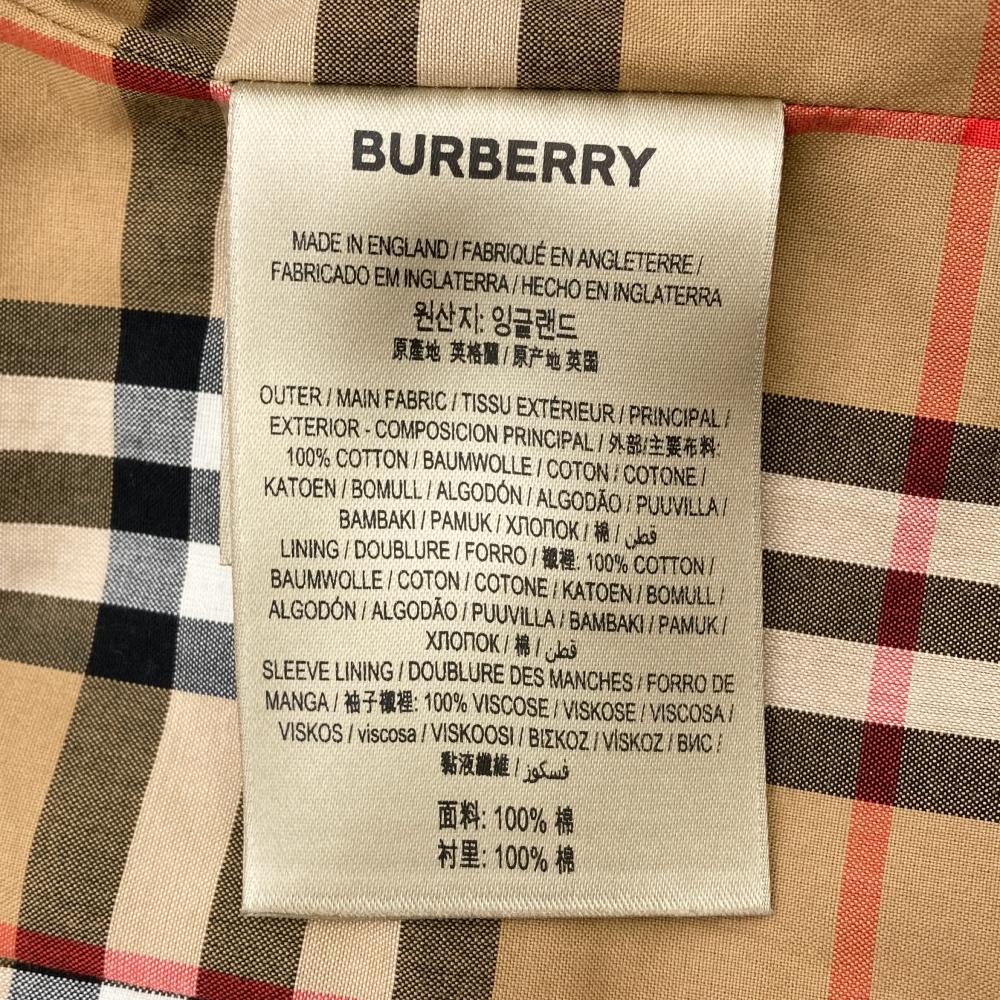 BURBERRY
MADE IN ENGLAND / FABRIQUÉ EN ANGLETERRE /
FABRICADO EM INGLATERRA / HECHO EN INGLATERRA
원산지: 잉글랜드
原產地 英格蘭 / 原产地 英国
OUTER / MAIN FABRIC / TISSU EXTÉRIEUR / PRINCIPAL /
EXTERIOR - COMPOSICION PRINCIPAL / 外部/主要布料:
100% COTTON / BAUMWOLLE / COTON / COTONE /
KATOEN / BOMULL / ALGODÓN / ALGODÃO / PUUVILLA /
BAMBAKI / PAMUK / ХЛОПОК / 棉 / قطن
LINING / DOUBLURE / FORRO / 襯裡: 100% COTTON /
BAUMWOLLE / COTON / COTONE / KATOEN / BOMULL /
ALGODÓN / ALGODÃO / PUUVILLA / BAMBAKI / PAMUK /
ХЛОПОК / 棉 / قطن
SLEEVE LINING / DOUBLURE DES MANCHES / FORRO DE
MANGA / 袖子襯裡: 100% VISCOSE / VISKOSE / VISCOSA /
VISKOS / viscosa / VISKOOSI / ΒΙΣΚΟΖ / VİSKOZ / ВИС /
黏液纖維 / فسكوز
面料: 100% 棉
衬里: 100% 棉